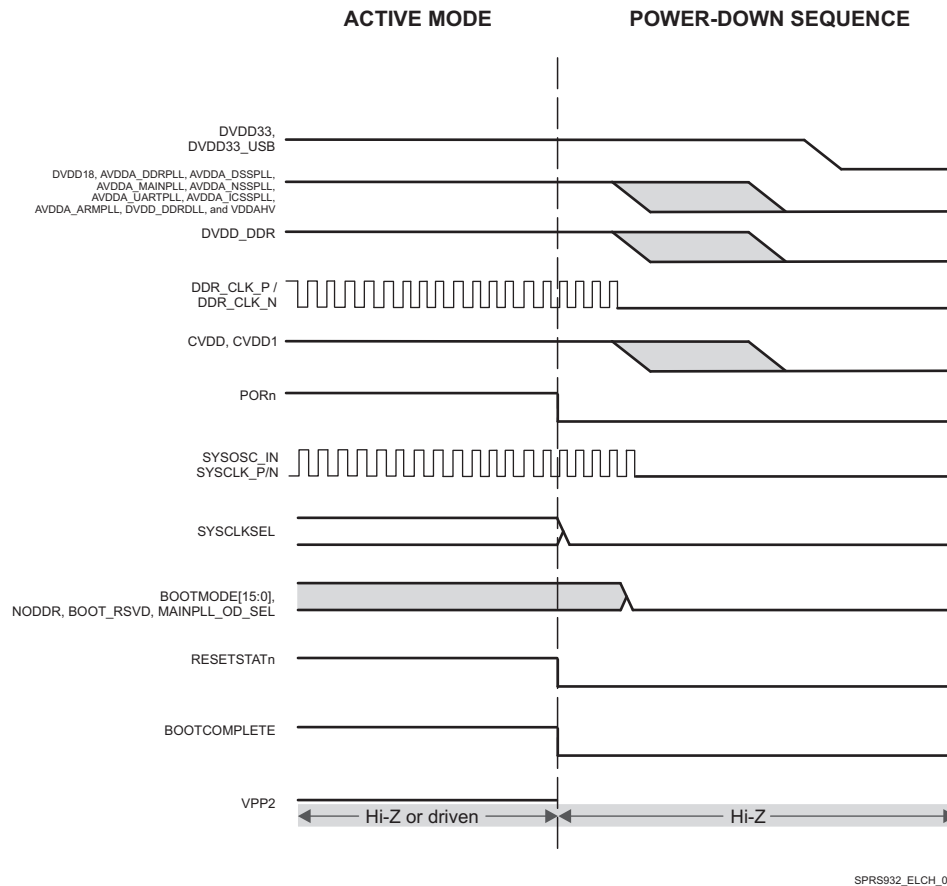 ACTIVE MODE
POWER-DOWN SEQUENCE
DVDD33,
DVDD33_USB
DVDD18, AVDDA_DDRPLL, AVDDA_DSSPLL,
AVDDA_MAINPLL, AVDDA_NSSPLL,
AVDDA_UARTPLL, AVDDA_ICSSPLL,
AVDDA_ARMPLL, DVDD_DDRDLL, and VDDAHV
DVDD_DDR
DDR_CLK_P /
DDR_CLK_N
CVDD, CVDD1
PORn
SYSOSC_IN
SYSCLK_P/N
SYSCLKSEL
BOOTMODE[15:0],
NODDR, BOOT_RSVD, MAINPLL_OD_SEL
RESETSTATn
BOOTCOMPLETE
VPP2
Hi-Z or driven
Hi-Z